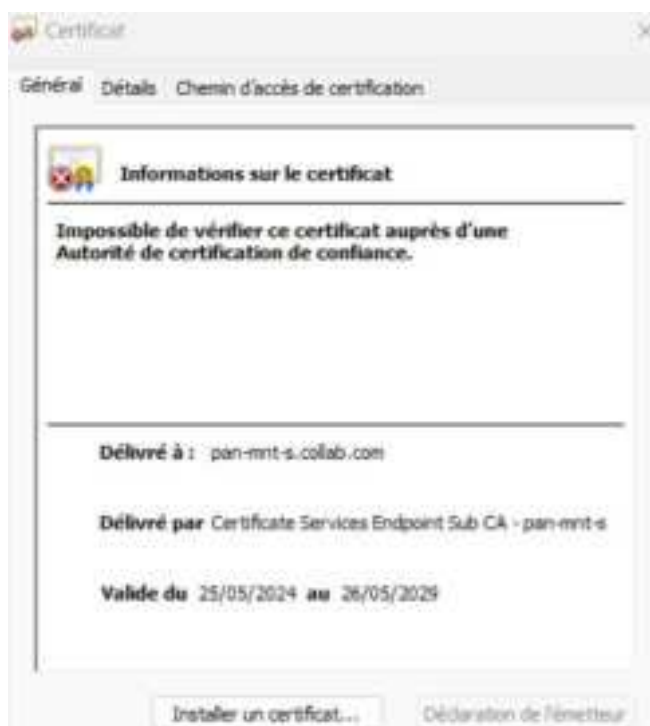 Certificat
Général Détails Chemin d'accès de certification
Informations sur le certificat
Impossible de vérifier ce certificat auprès d'une
Autorité de certification de confiance.
Délivré à : pan-mnt-s.collab.com
Délivré par Certificate Services Endpoint Sub CA - pan-mnt-s
Valide du 25/05/2024 au 26/05/2029
Installer un certificat... Déclaration de l'émetteur